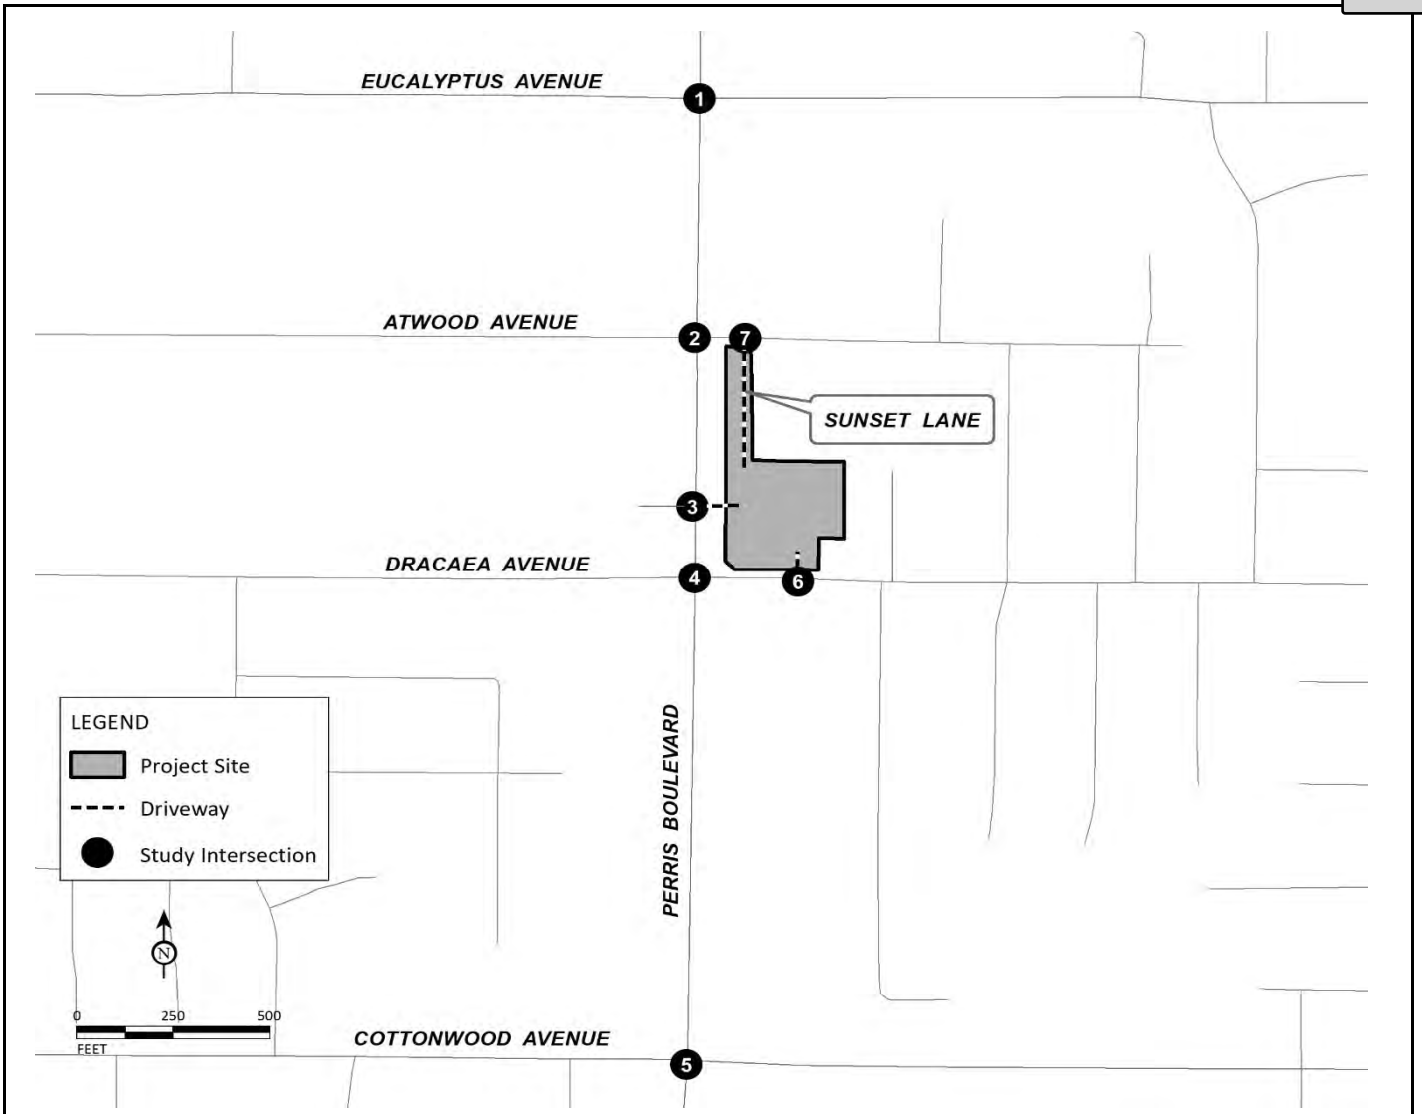 EUCALYPTUS AVENUE
1
ATWOOD AVENUE
2
7
SUNSET LANE
3
DRACAEA AVENUE
4
6
PERRIS BOULEVARD
LEGEND
Project Site
Driveway
Study Intersection
N
0 250 500
FEET
COTTONWOOD AVENUE
5